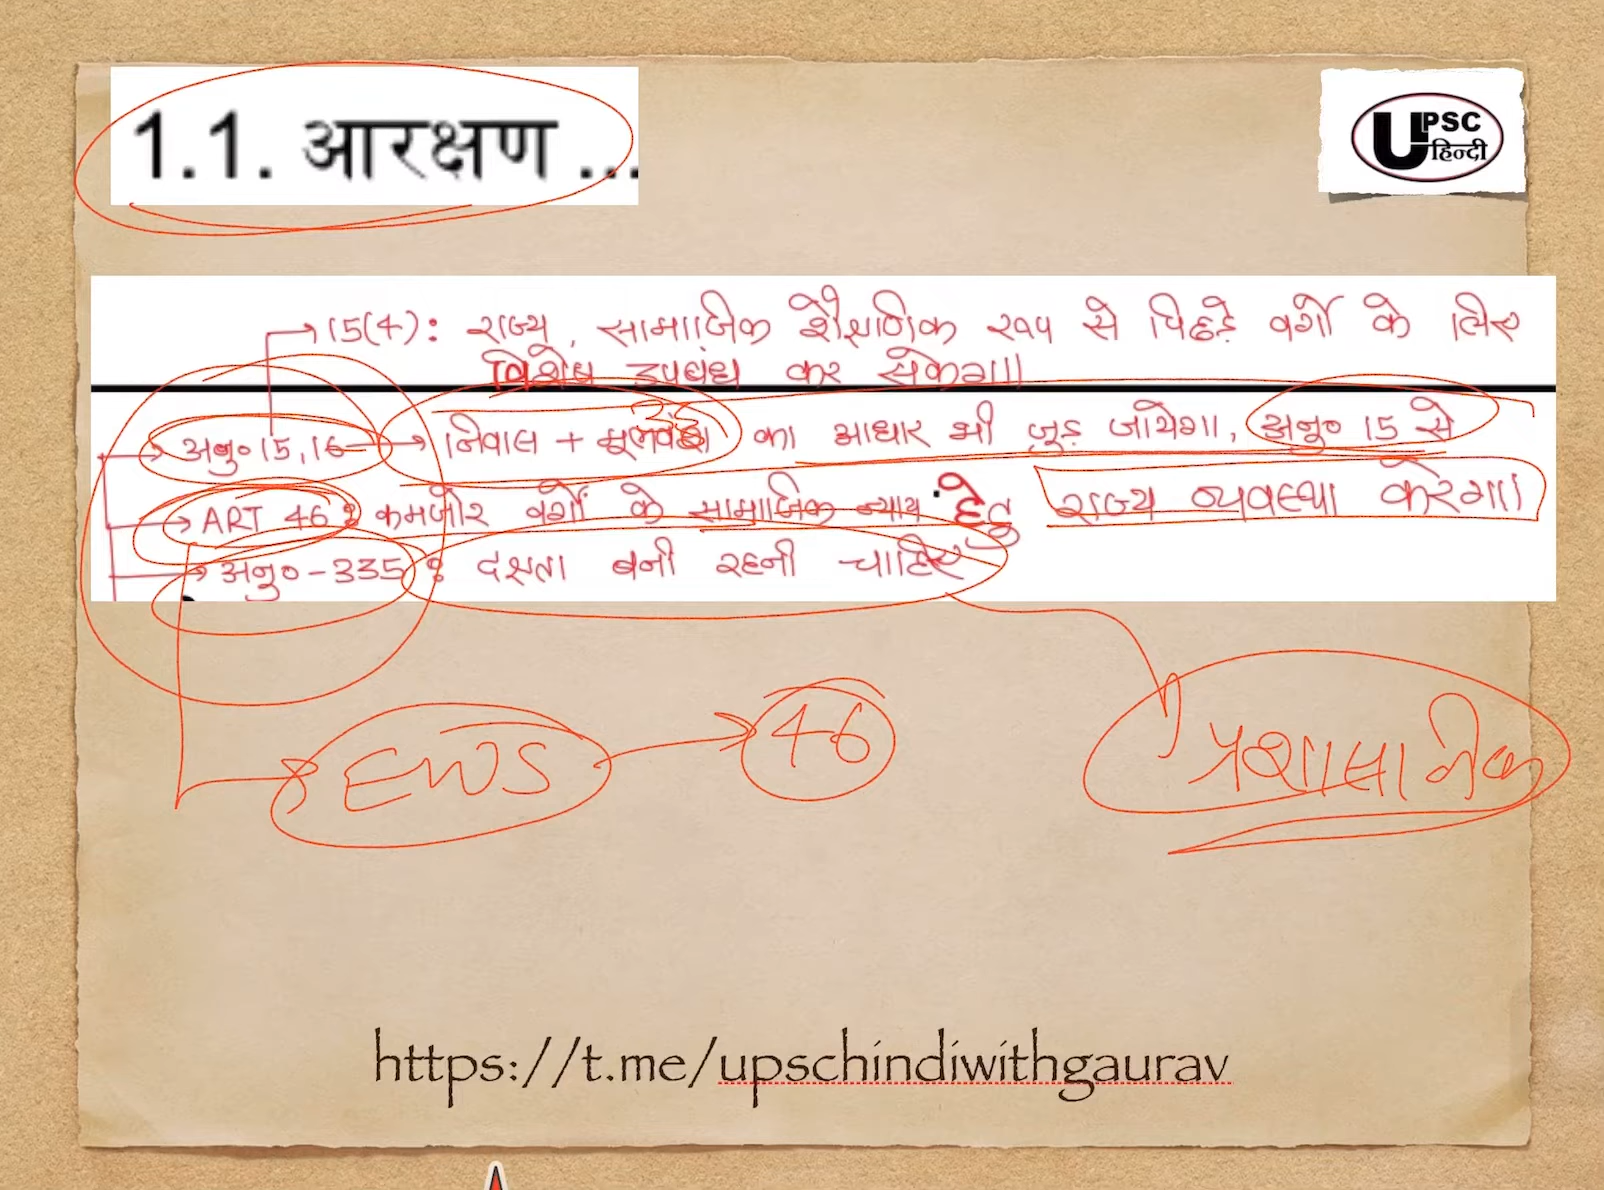 1.1. आरक्षण ...
UPSC हिन्दी
15(4): राज्य, सामाजिक शैक्षणिक रूप से पिछड़े वर्गों के लिए
विशेष उपबंध कर सकेगा।
अनु० 15, 16 → निवास + का आधार भी जुड़ जायेगा, अनु० 15 से
ART 46: कमजोर वर्गों के सामाजिक न्याय हेतु राज्य व्यवस्था करेगा।
अनु० - 335: दक्षता बनी रहनी चाहिए
EWS → 46
प्रशासनिक
https://t.me/upschindiwithgaurav